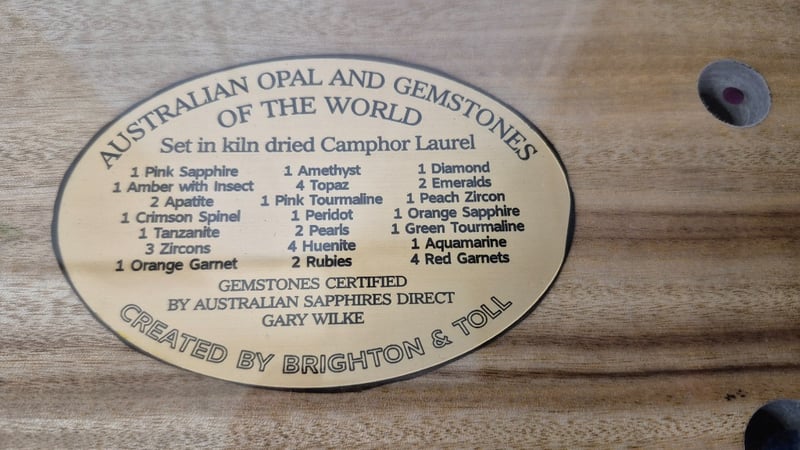 AUSTRALIAN OPAL AND GEMSTONES
OF THE WORLD
Set in kiln dried Camphor Laurel
1 Pink Sapphire
1 Amber with Insect
2 Apatite
1 Crimson Spinel
1 Tanzanite
3 Zircons
1 Orange Garnet
1 Amethyst
4 Topaz
1 Pink Tourmaline
1 Peridot
2 Pearls
4 Huenite
2 Rubies
1 Diamond
2 Emeralds
1 Peach Zircon
1 Orange Sapphire
1 Green Tourmaline
1 Aquamarine
4 Red Garnets
GEMSTONES CERTIFIED
BY AUSTRALIAN SAPPHIRES DIRECT
GARY WILKE
CREATED BY BRIGHTON & TOLL